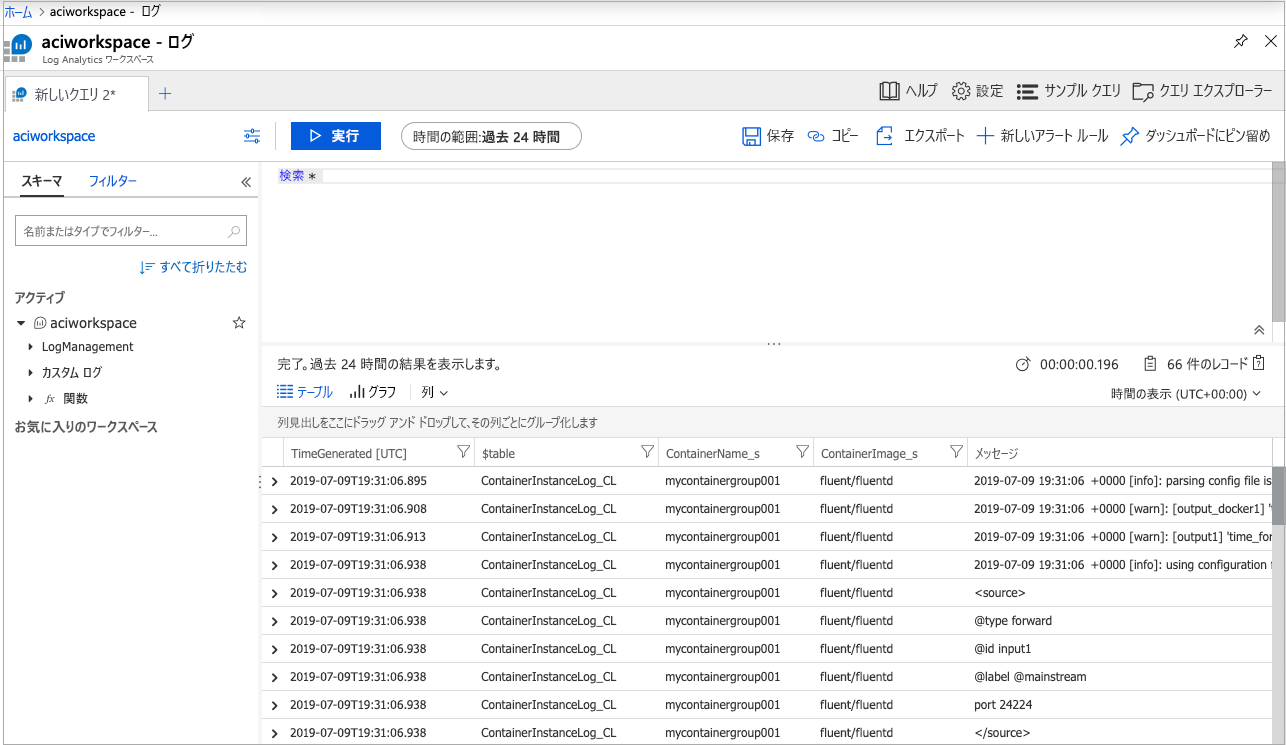 ホーム > aciworkspace - ログ
aciworkspace - ログ
Log Analytics ワークスペース
新しいクエリ 2*
ヘルプ 設定 サンプル クエリ クエリ エクスプローラー
aciworkspace
実行 時間の範囲:過去 24 時間
保存 コピー エクスポート 新しいアラート ルール ダッシュボードにピン留め
スキーマ フィルター
名前またはタイプでフィルター...
すべて折りたたむ
アクティブ
aciworkspace
LogManagement
カスタム ログ
fx 関数
お気に入りのワークスペース
検索 *
完了。過去 24 時間の結果を表示します。
00:00:00.196 66 件のレコード
テーブル グラフ 列
時間の表示 (UTC+00:00)
列見出しをここにドラッグ アンド ドロップして、その列ごとにグループ化します
TimeGenerated [UTC] $table ContainerName_s ContainerImage_s メッセージ
2019-07-09T19:31:06.895 ContainerInstanceLog_CL mycontainergroup001 fluent/fluentd 2019-07-09 19:31:06 +0000 [info]: parsing config file is
2019-07-09T19:31:06.908 ContainerInstanceLog_CL mycontainergroup001 fluent/fluentd 2019-07-09 19:31:06 +0000 [warn]: [output_docker1] '
2019-07-09T19:31:06.913 ContainerInstanceLog_CL mycontainergroup001 fluent/fluentd 2019-07-09 19:31:06 +0000 [warn]: [output1] 'time_for
2019-07-09T19:31:06.938 ContainerInstanceLog_CL mycontainergroup001 fluent/fluentd 2019-07-09 19:31:06 +0000 [info]: using configuration
2019-07-09T19:31:06.938 ContainerInstanceLog_CL mycontainergroup001 fluent/fluentd <source>
2019-07-09T19:31:06.938 ContainerInstanceLog_CL mycontainergroup001 fluent/fluentd @type forward
2019-07-09T19:31:06.938 ContainerInstanceLog_CL mycontainergroup001 fluent/fluentd @id input1
2019-07-09T19:31:06.938 ContainerInstanceLog_CL mycontainergroup001 fluent/fluentd @label @mainstream
2019-07-09T19:31:06.938 ContainerInstanceLog_CL mycontainergroup001 fluent/fluentd port 24224
2019-07-09T19:31:06.938 ContainerInstanceLog_CL mycontainergroup001 fluent/fluentd </source>